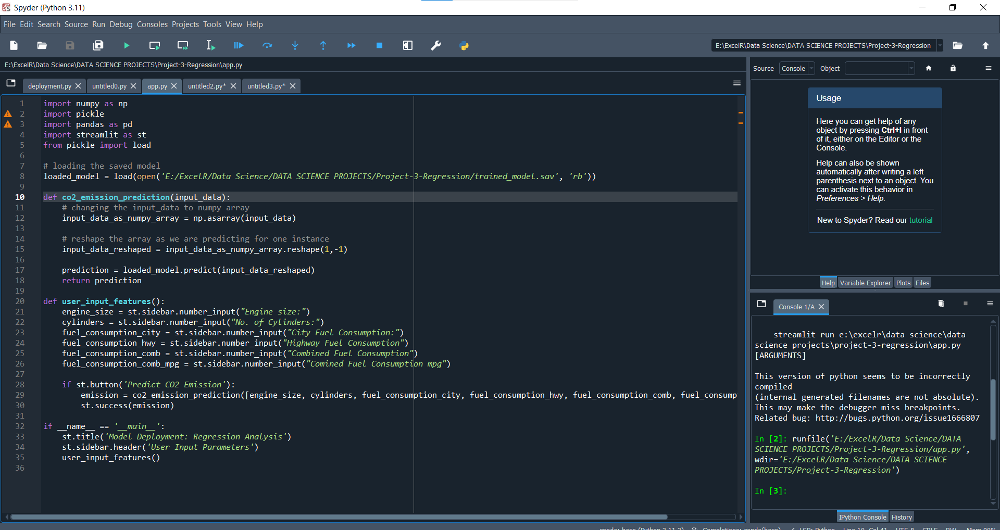 Spyder (Python 3.11)
File Edit Search Source Run Debug Consoles Projects Tools View Help
E:\ExcelR\Data Science\DATA SCIENCE PROJECTS\Project-3-Regression
E:\ExcelR\Data Science\DATA SCIENCE PROJECTS\Project-3-Regression\app.py
deployment.py untitled0.py app.py untitled2.py* untitled3.py*
1 import numpy as np
2 import pickle
3 import pandas as pd
4 import streamlit as st
5 from pickle import load
6
7 # loading the saved model
8 loaded_model = load(open('E:/ExcelR/Data Science/DATA SCIENCE PROJECTS/Project-3-Regression/trained_model.sav', 'rb'))
9
10 def co2_emission_prediction(input_data):
11     # changing the input_data to numpy array
12     input_data_as_numpy_array = np.asarray(input_data)
13
14     # reshape the array as we are predicting for one instance
15     input_data_reshaped = input_data_as_numpy_array.reshape(1,-1)
16
17     prediction = loaded_model.predict(input_data_reshaped)
18     return prediction
19
20 def user_input_features():
21     engine_size = st.sidebar.number_input("Engine size:")
22     cylinders = st.sidebar.number_input("No. of Cylinders:")
23     fuel_consumption_city = st.sidebar.number_input("City Fuel Consumption:")
24     fuel_consumption_hwy = st.sidebar.number_input("Highway Fuel Consumption")
25     fuel_consumption_comb = st.sidebar.number_input("Combined Fuel Consumption")
26     fuel_consumption_comb_mpg = st.sidebar.number_input("Comined Fuel Consumption mpg")
27
28     if st.button('Predict CO2 Emission'):
29         emission = co2_emission_prediction([engine_size, cylinders, fuel_consumption_city, fuel_consumption_hwy, fuel_consumption_comb, fuel_consump
30         st.success(emission)
31
32 if __name__ == '__main__':
33     st.title('Model Deployment: Regression Analysis')
34     st.sidebar.header('User Input Parameters')
35     user_input_features()
36
Source Console Object
Usage
Here you can get help of any
object by pressing Ctrl+I in front
of it, either on the Editor or the
Console.
Help can also be shown
automatically after writing a left
parenthesis next to an object. You
can activate this behavior in
Preferences > Help.
New to Spyder? Read our tutorial
Help Variable Explorer Plots Files
Console 1/A
streamlit run e:\excelr\data science\data
science projects\project-3-regression\app.py
[ARGUMENTS]
This version of python seems to be incorrectly
compiled
(internal generated filenames are not absolute).
This may make the debugger miss breakpoints.
Related bug: http://bugs.python.org/issue1666807
In [2]: runfile('E:/ExcelR/Data Science/DATA
SCIENCE PROJECTS/Project-3-Regression/app.py',
wdir='E:/ExcelR/Data Science/DATA SCIENCE
PROJECTS/Project-3-Regression')
In [3]:
IPython Console History